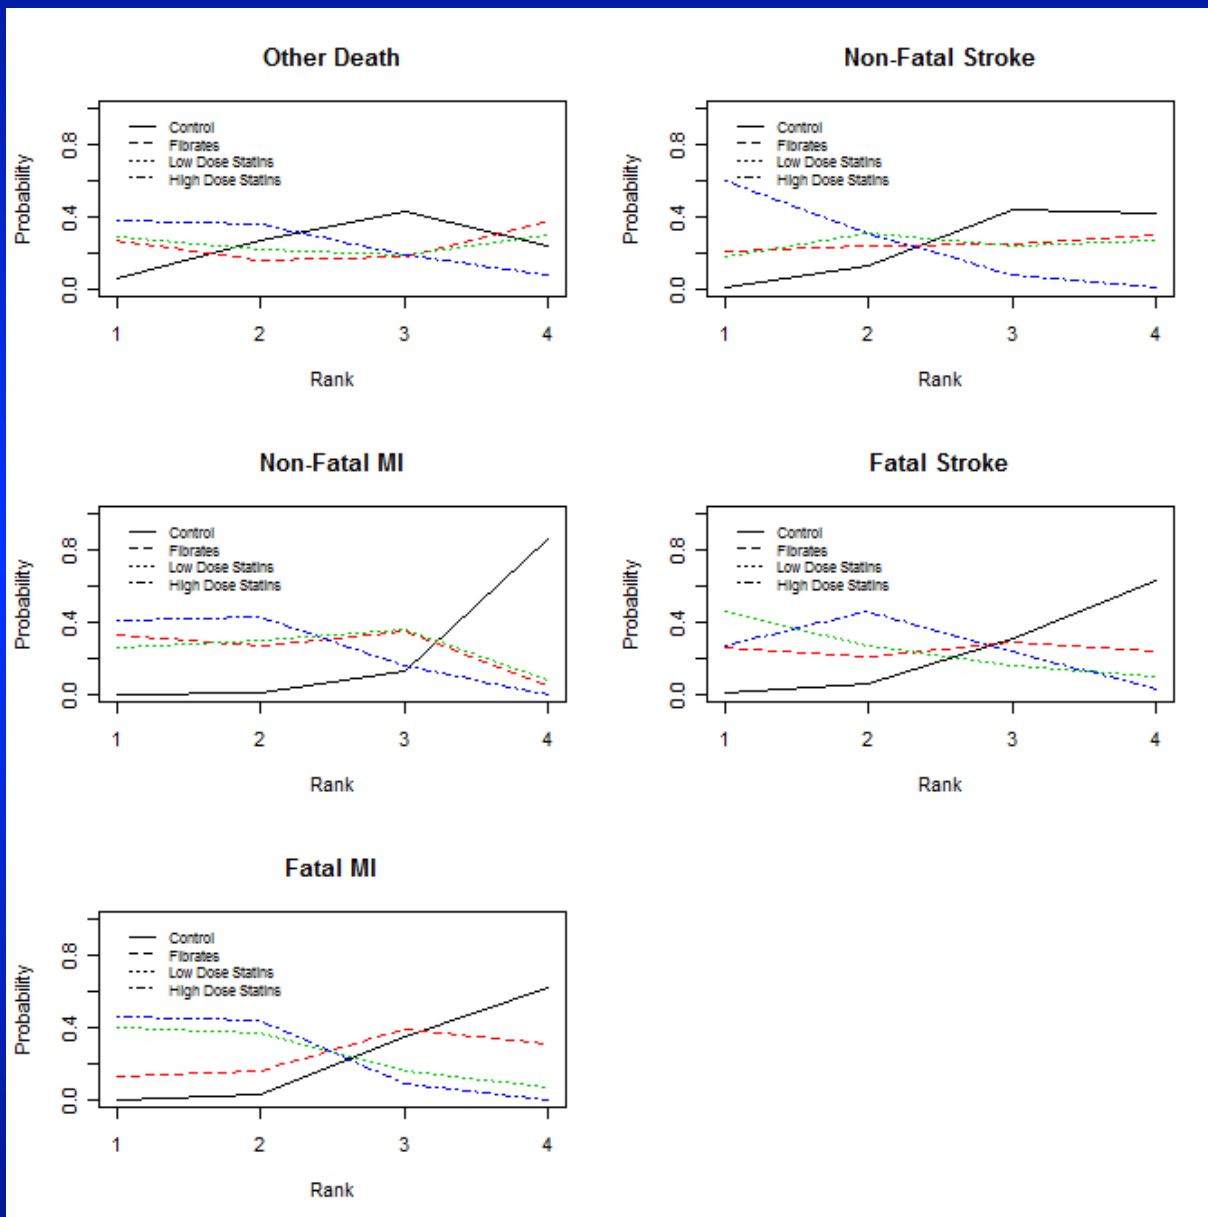 Other Death
Probability
0.0 0.4 0.8
Control
Fibrates
Low Dose Statins
High Dose Statins
1 2 3 4
Rank
Non-Fatal Stroke
Probability
0.0 0.4 0.8
Control
Fibrates
Low Dose Statins
High Dose Statins
1 2 3 4
Rank
Non-Fatal MI
Probability
0.0 0.4 0.8
Control
Fibrates
Low Dose Statins
High Dose Statins
1 2 3 4
Rank
Fatal Stroke
Probability
0.0 0.4 0.8
Control
Fibrates
Low Dose Statins
High Dose Statins
1 2 3 4
Rank
Fatal MI
Probability
0.0 0.4 0.8
Control
Fibrates
Low Dose Statins
High Dose Statins
1 2 3 4
Rank